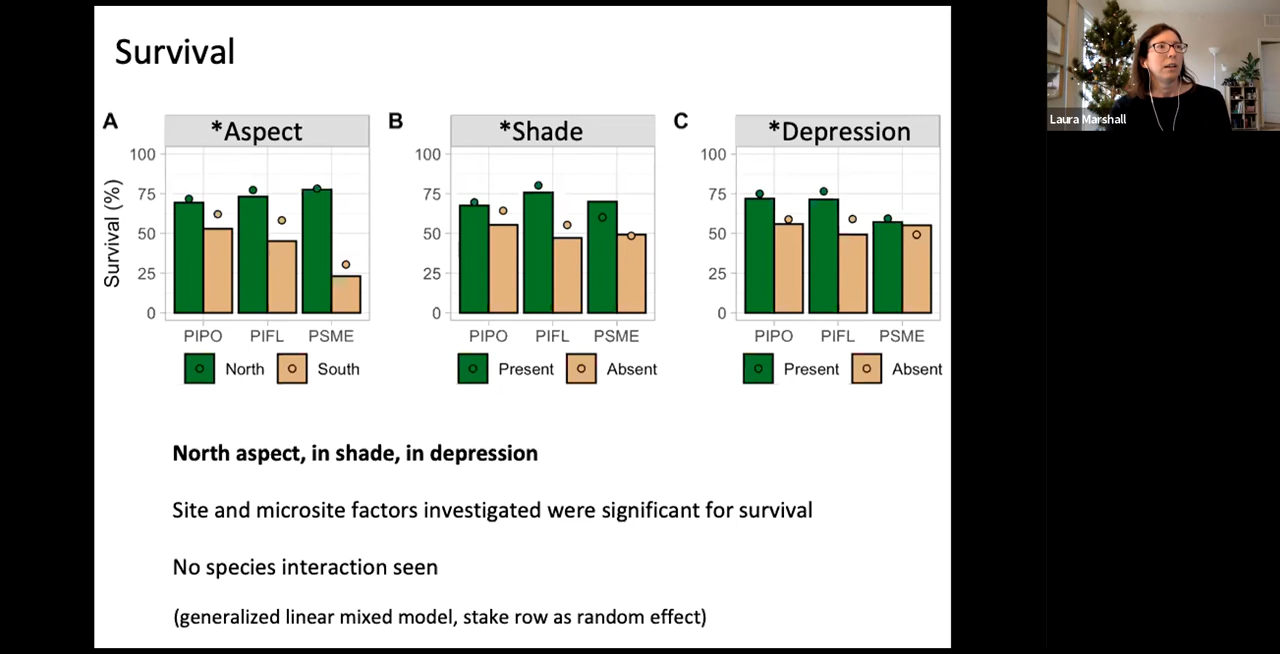 Survival
A
*Aspect
B
*Shade
C
*Depression
Survival (%)
100
75
50
25
0
PIPO PIFL PSME
North South
100
75
50
25
0
PIPO PIFL PSME
Present Absent
100
75
50
25
0
PIPO PIFL PSME
Present Absent
North aspect, in shade, in depression
Site and microsite factors investigated were significant for survival
No species interaction seen
(generalized linear mixed model, stake row as random effect)
Laura Marshall